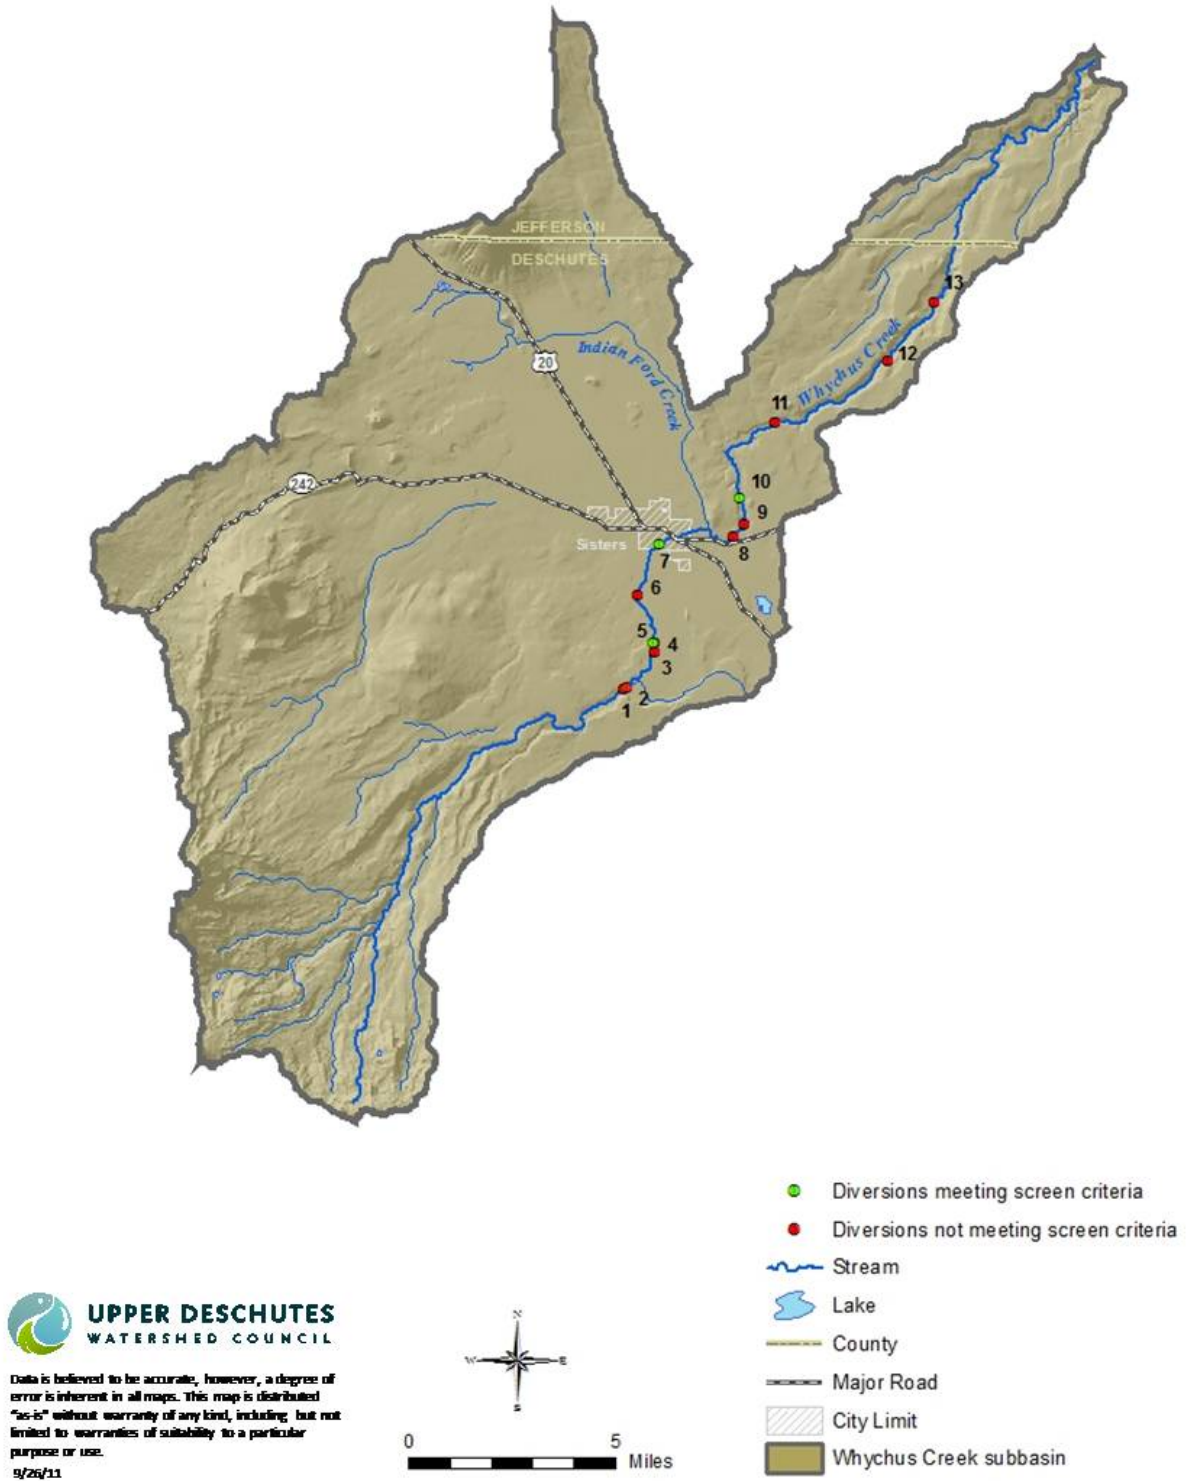 JEFFERSON
DESCHUTES
13
20
Indian Ford Creek
12
Whychus Creek
11
242
10
9
Sisters
8
7
6
5
4
3
2
1
Diversions meeting screen criteria
Diversions not meeting screen criteria
Stream
Lake
County
Major Road
City Limit
Whychus Creek subbasin
UPPER DESCHUTES
WATERSHED COUNCIL
Data is believed to be accurate, however, a degree of
error is inherent in all maps. This map is distributed
"as-is" without warranty of any kind, including but not
limited to warranties of suitability to a particular
purpose or use.
9/26/11
N
W E
S
0 5
Miles